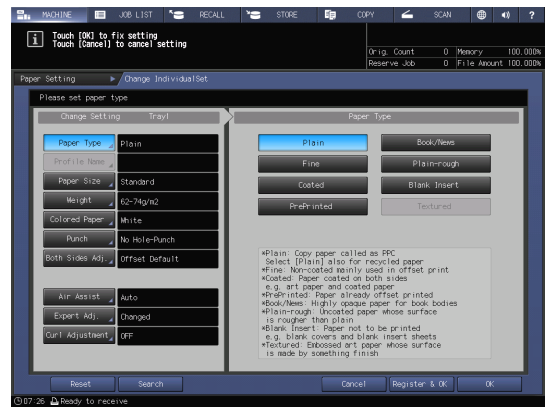 MACHINE JOB LIST RECALL STORE COPY SCAN ?
Touch [OK] to fix setting
Touch [Cancel] to cancel setting
Orig. Count 0 Memory 100.000%
Reserve Job 0 File Amount 100.000%
Paper Setting Change IndividualSet
Please set paper type
Change Setting Tray1
Paper Type
Paper Type Plain
Profile Name
Paper Size Standard
Weight 62-74g/m2
Colored Paper White
Punch No Hole-Punch
Both Sides Adj. Offset Default
Air Assist Auto
Expert Adj. Changed
Curl Adjustment OFF
Plain Book/News
Fine Plain-rough
Coated Blank Insert
PrePrinted Textured
*Plain: Copy paper called as PPC
Select [Plain] also for recycled paper
*Fine: Non-coated mainly used in offset print
*Coated: Paper coated on both sides
e.g. art paper and coated paper
*PrePrinted: Paper already offset printed
*Book/News: Highly opaque paper for book bodies
*Plain-rough: Uncoated paper whose surface
is rougher than plain
*Blank Insert: Paper not to be printed
e.g. blank covers and blank insert sheets
*Textured: Embossed art paper whose surface
is made by something finish
Reset Search Cancel Register & OK OK
07:26 Ready to receive